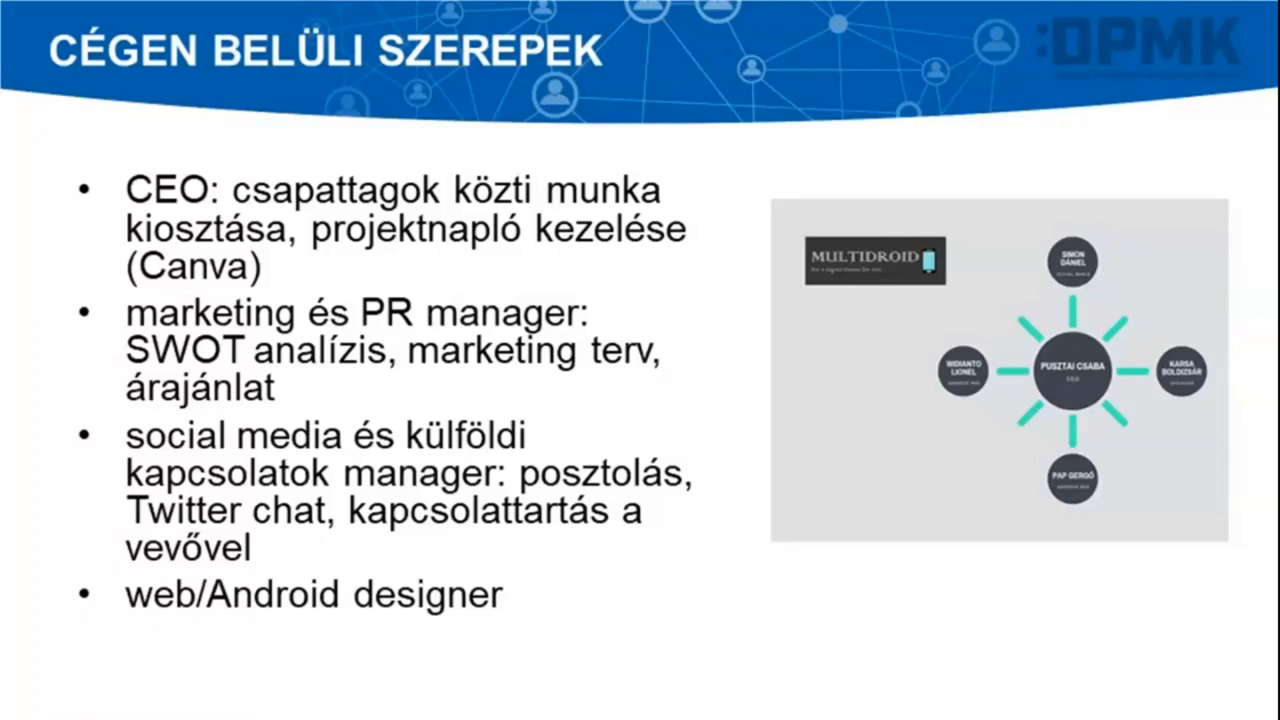 CÉGEN BELÜLI SZEREPEK
:DPMK
• CEO: csapattagok közti munka
kiosztása, projektnapló kezelése
(Canva)
• marketing és PR manager:
SWOT analízis, marketing terv,
árajánlat
• social media és külföldi
kapcsolatok manager: posztolás,
Twitter chat, kapcsolattartás a
vevővel
• web/Android designer
MULTIDROID
SIMON
DÁNIEL
WIDIANTO
LIONEL
PUSZTAI CSABA
CEO
KARSA
BOLDIZSÁR
PAP GERGŐ